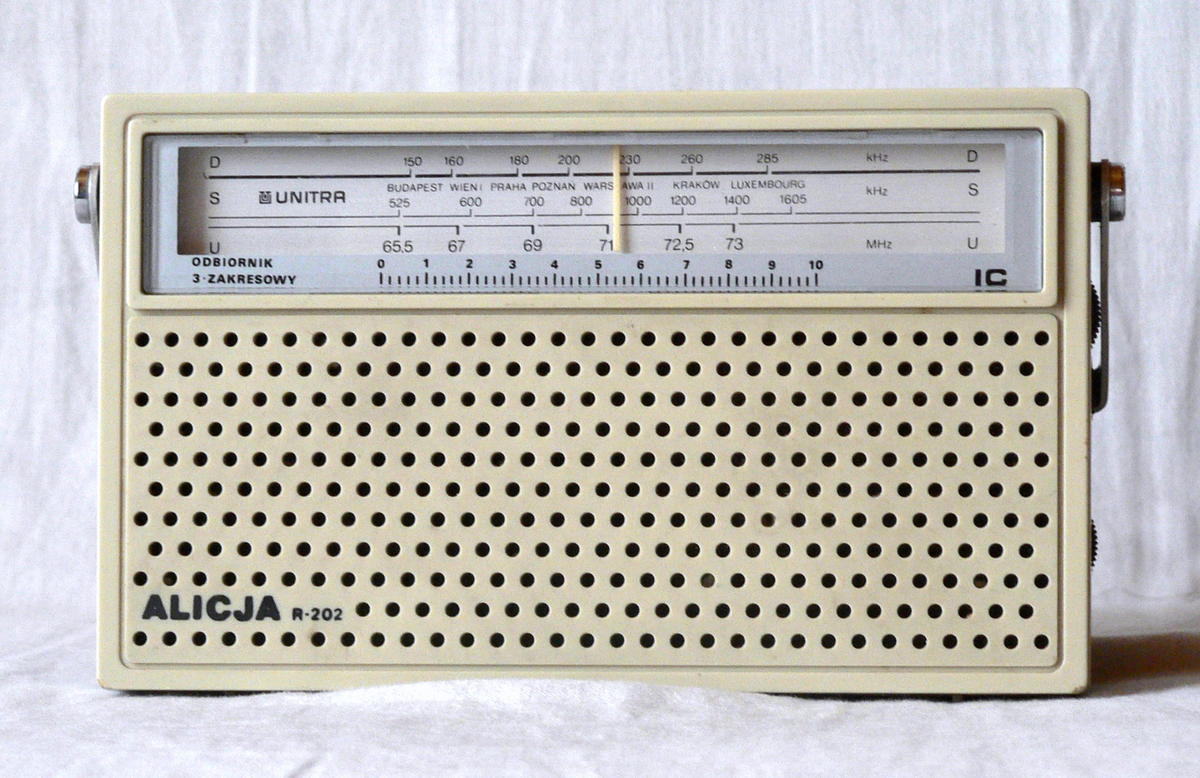 D 150 160 180 200 230 260 285 kHz D
BUDAPEST WIEN I PRAHA POZNAŃ WARSZAWA II KRAKÓW LUXEMBOURG
S UNITRA kHz S
525 600 700 800 1000 1200 1400 1605
U 65,5 67 69 71 72,5 73 MHz U
ODBIORNIK 0 1 2 3 4 5 6 7 8 9 10
3-ZAKRESOWY IC
ALICJA R-202